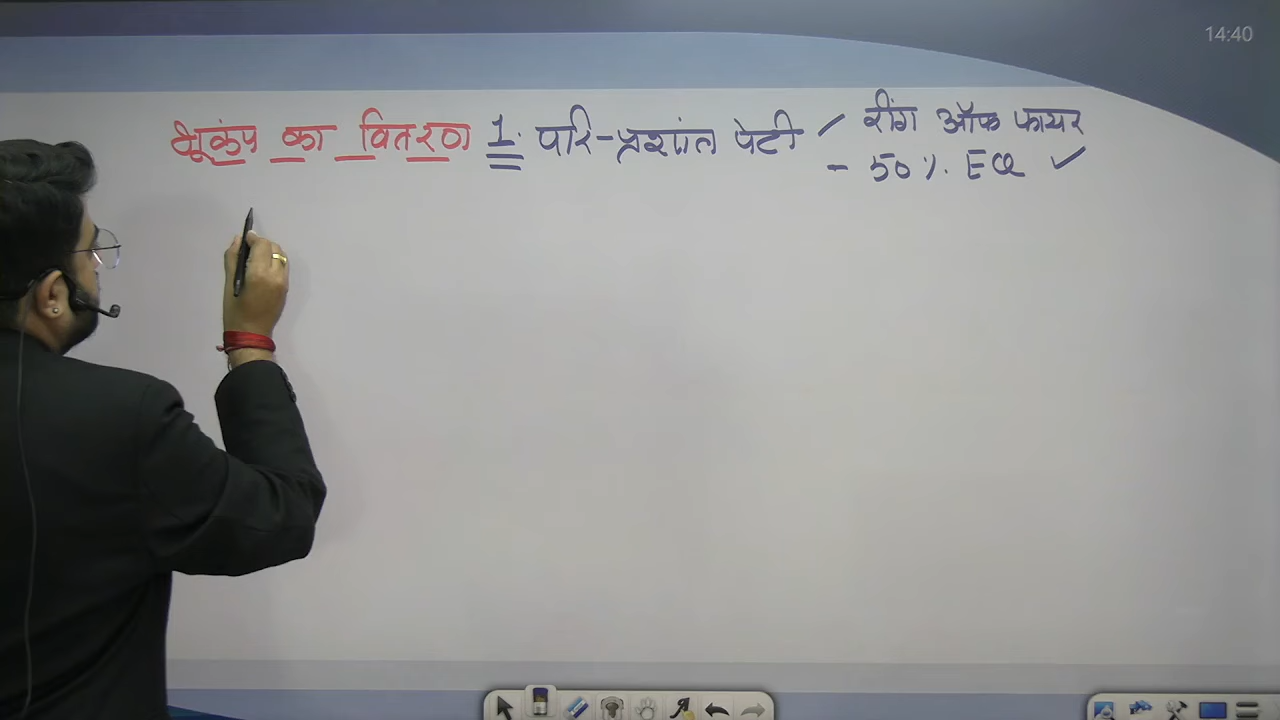 14:40
भूकंप का वितरण 1. परि-प्रशांत पेटी / रींग ऑफ फायर
- 50%. EQ ✓